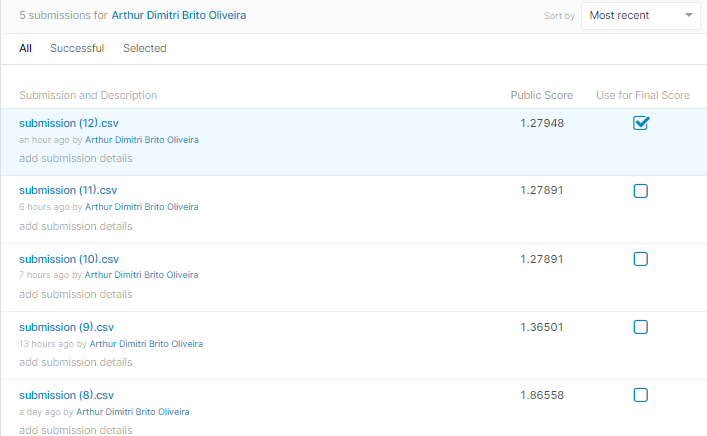 5 submissions for Arthur Dimitri Brito Oliveira
Sort by Most recent
All Successful Selected
Submission and Description Public Score Use for Final Score
submission (12).csv 1.27948
an hour ago by Arthur Dimitri Brito Oliveira
add submission details
submission (11).csv 1.27891
6 hours ago by Arthur Dimitri Brito Oliveira
add submission details
submission (10).csv 1.27891
7 hours ago by Arthur Dimitri Brito Oliveira
add submission details
submission (9).csv 1.36501
13 hours ago by Arthur Dimitri Brito Oliveira
add submission details
submission (8).csv 1.86558
a day ago by Arthur Dimitri Brito Oliveira
add submission details